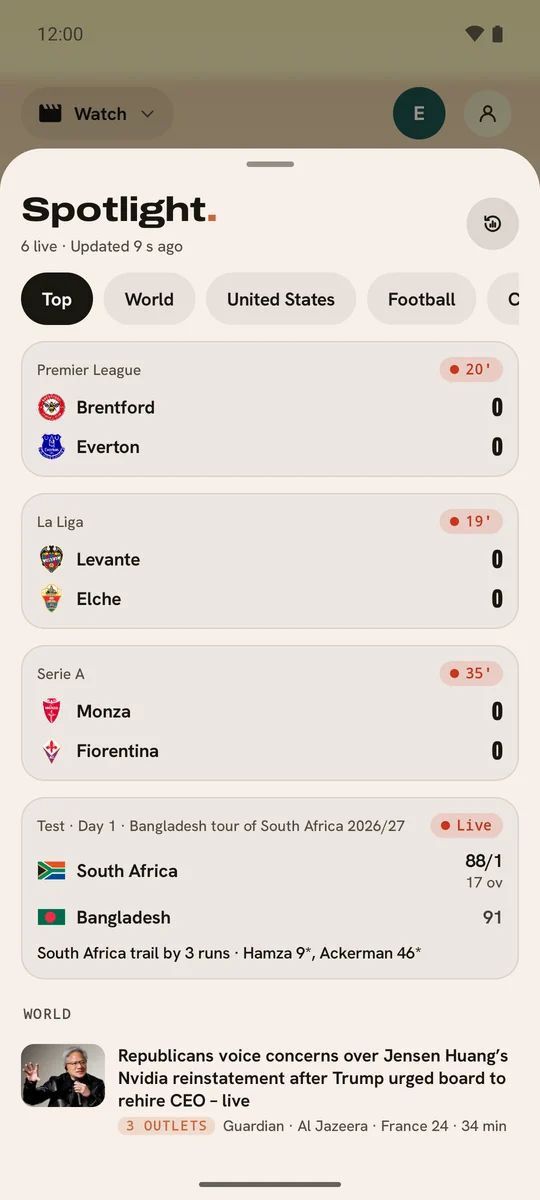 12:00
Watch
E
Spotlight.
6 live · Updated 9 s ago
Top
World
United States
Football
C
Premier League
20'
Brentford
0
Everton
0
La Liga
19'
Levante
0
Elche
0
Serie A
35'
Monza
0
Fiorentina
0
Test · Day 1 · Bangladesh tour of South Africa 2026/27
Live
South Africa
88/1
17 ov
Bangladesh
91
South Africa trail by 3 runs · Hamza 9*, Ackerman 46*
WORLD
Republicans voice concerns over Jensen Huang’s
Nvidia reinstatement after Trump urged board to
rehire CEO – live
3 OUTLETS Guardian · Al Jazeera · France 24 · 34 min